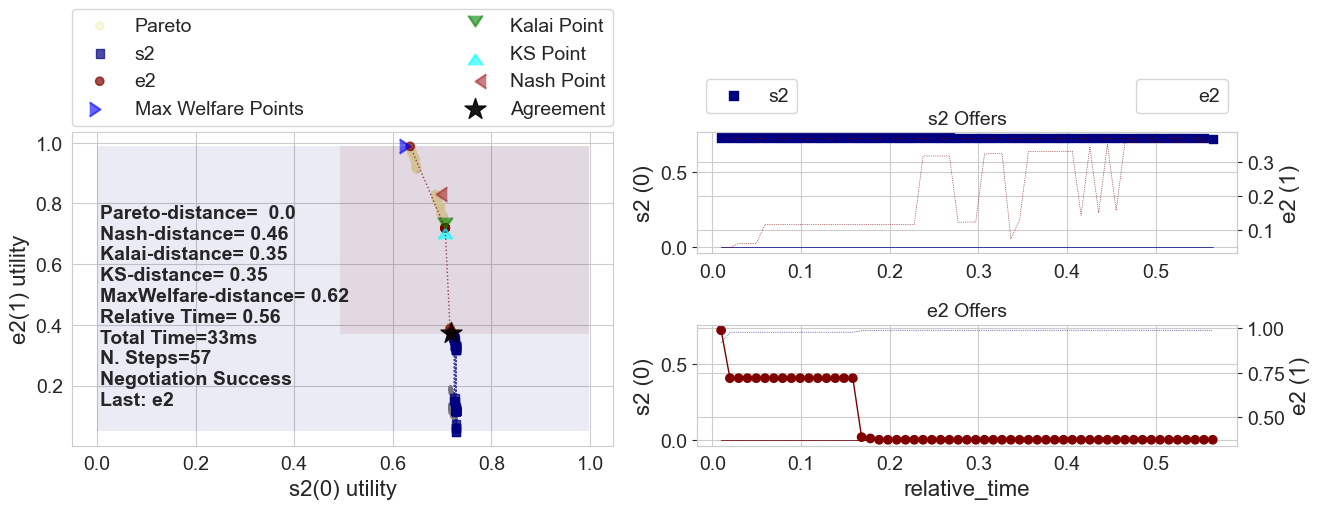 Pareto
s2
e2
Max Welfare Points
Kalai Point
KS Point
Nash Point
Agreement
e2(1) utility
1.0
0.8
0.6
0.4
0.2
Pareto-distance=  0.0
Nash-distance= 0.46
Kalai-distance= 0.35
KS-distance= 0.35
MaxWelfare-distance= 0.62
Relative Time= 0.56
Total Time=33ms
N. Steps=57
Negotiation Success
Last: e2
0.0 0.2 0.4 0.6 0.8 1.0
s2(0) utility
s2
e2
s2 Offers
s2 (0)
0.5
0.0
0.3
0.2
0.1
e2 (1)
0.0 0.1 0.2 0.3 0.4 0.5
e2 Offers
s2 (0)
0.5
0.0
1.00
0.75
0.50
e2 (1)
0.0 0.1 0.2 0.3 0.4 0.5
relative_time